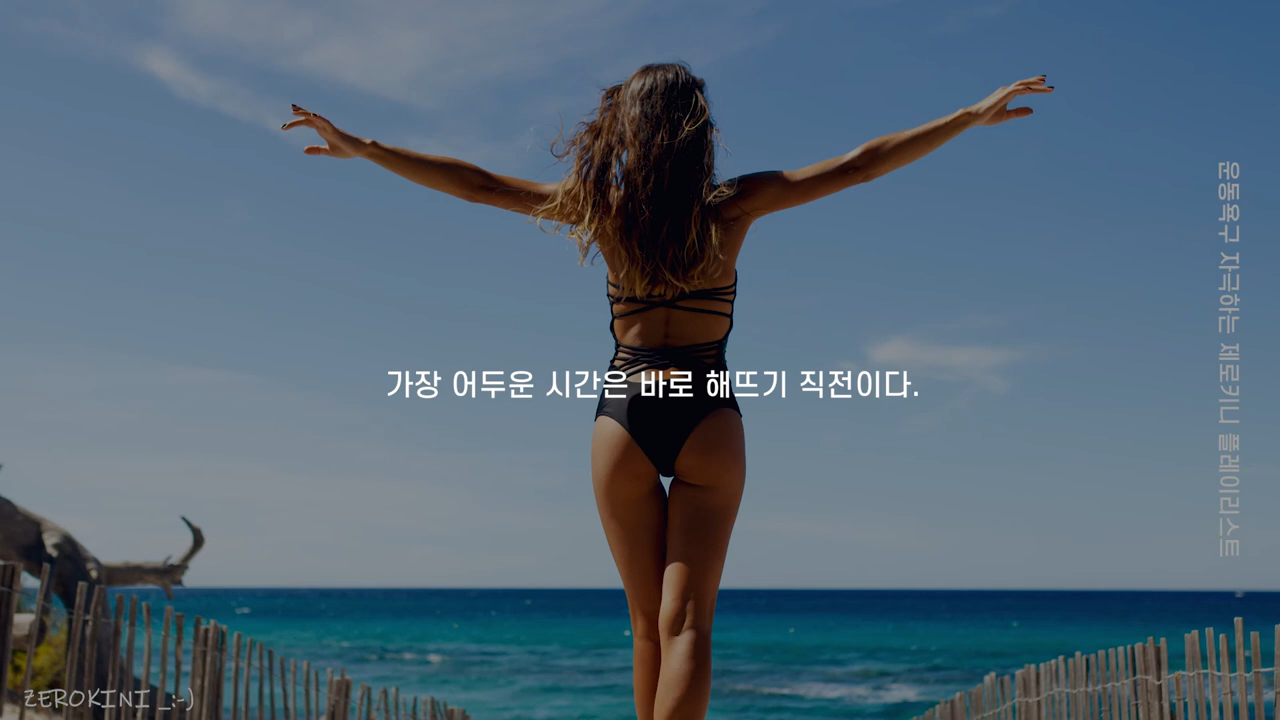 가장 어두운 시간은 바로 해뜨기 직전이다.
운동욕구 자극하는 제로키니 플레이리스트
ZEROKINI _:-)